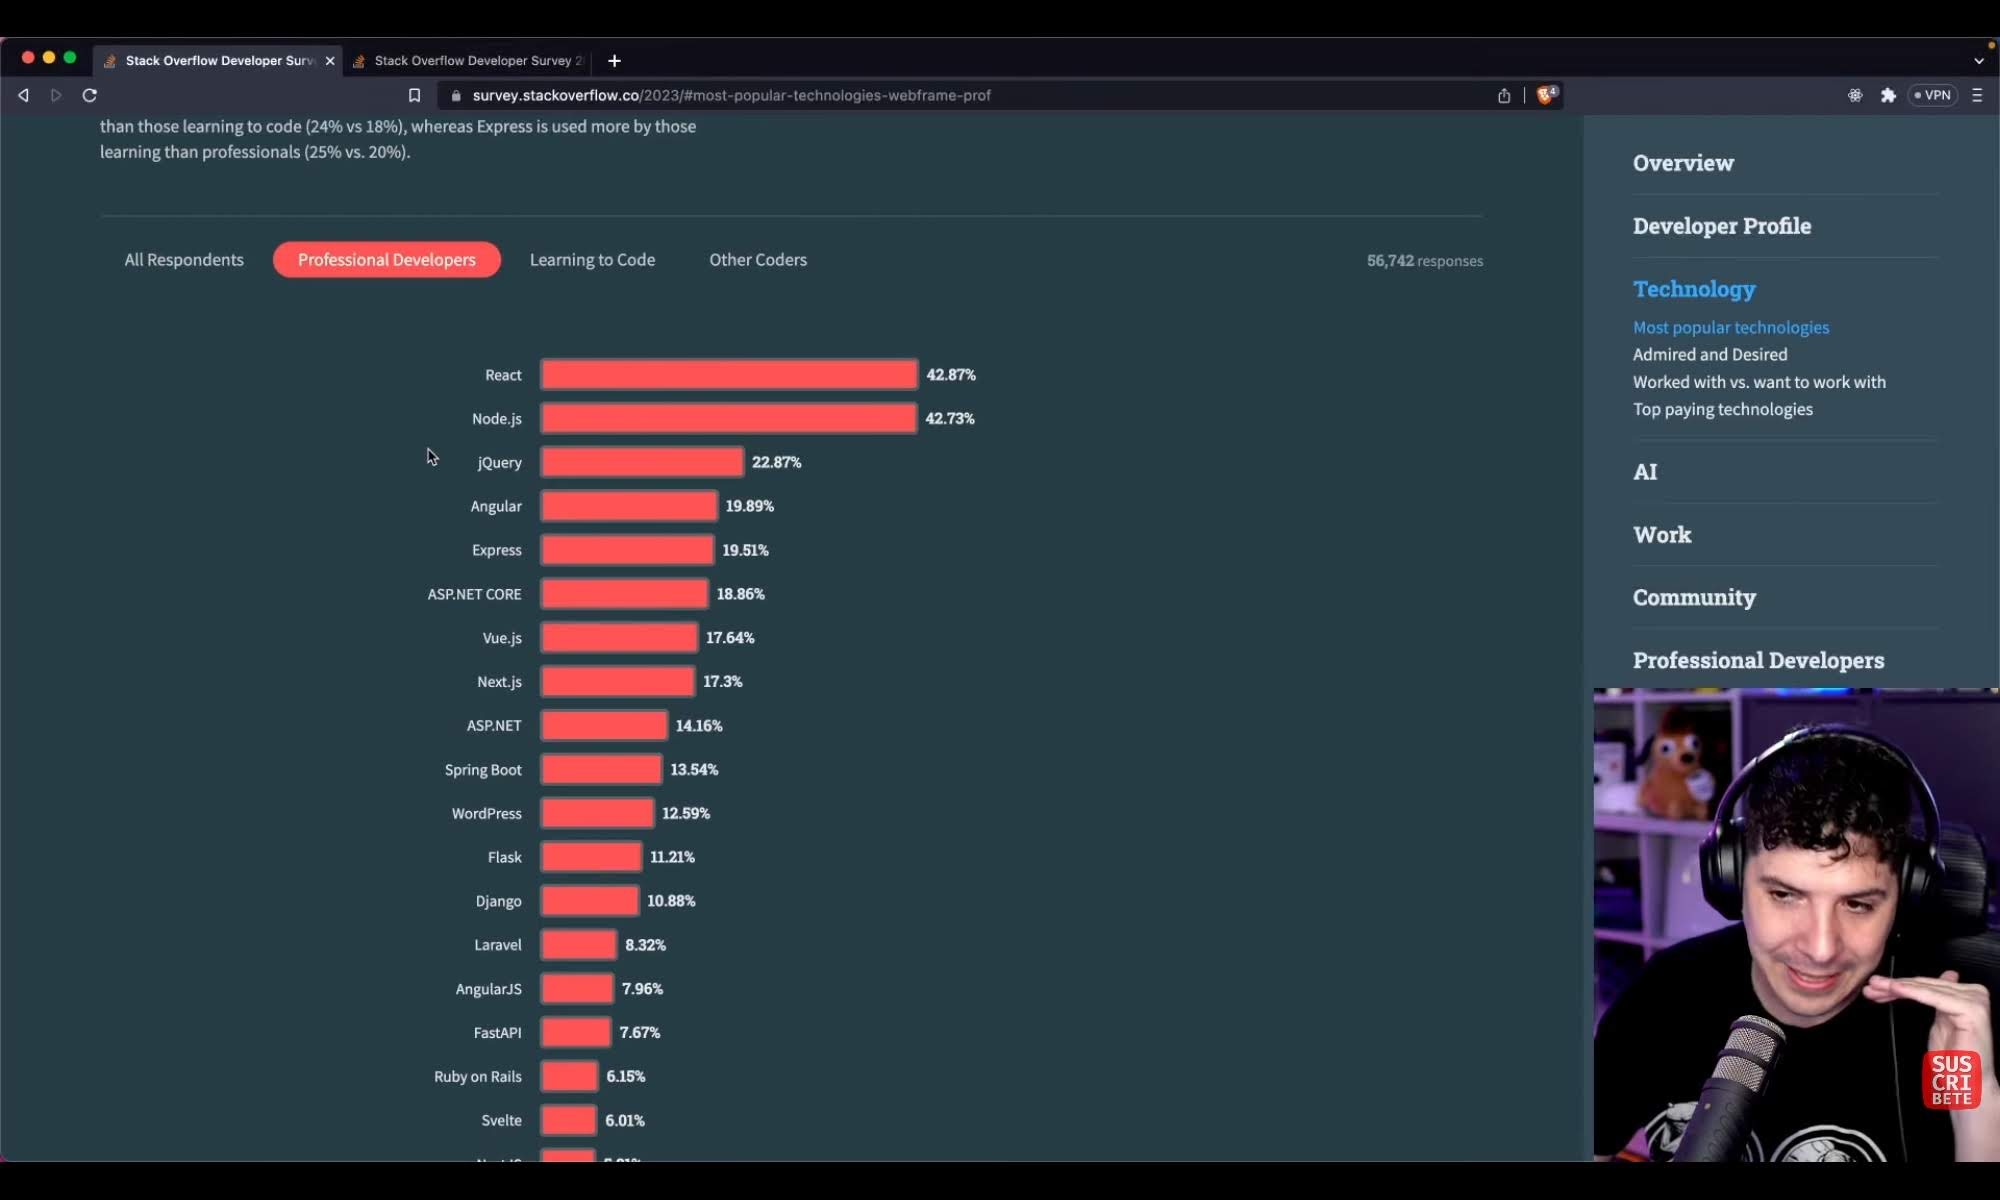 Stack Overflow Developer Surv
Stack Overflow Developer Survey 2
survey.stackoverflow.co/2023/#most-popular-technologies-webframe-prof
4
VPN
than those learning to code (24% vs 18%), whereas Express is used more by those
learning than professionals (25% vs. 20%).
All Respondents
Professional Developers
Learning to Code
Other Coders
56,742 responses
React 42.87%
Node.js 42.73%
jQuery 22.87%
Angular 19.89%
Express 19.51%
ASP.NET CORE 18.86%
Vue.js 17.64%
Next.js 17.3%
ASP.NET 14.16%
Spring Boot 13.54%
WordPress 12.59%
Flask 11.21%
Django 10.88%
Laravel 8.32%
AngularJS 7.96%
FastAPI 7.67%
Ruby on Rails 6.15%
Svelte 6.01%
Overview
Developer Profile
Technology
Most popular technologies
Admired and Desired
Worked with vs. want to work with
Top paying technologies
AI
Work
Community
Professional Developers
SUS
CRI
BETE